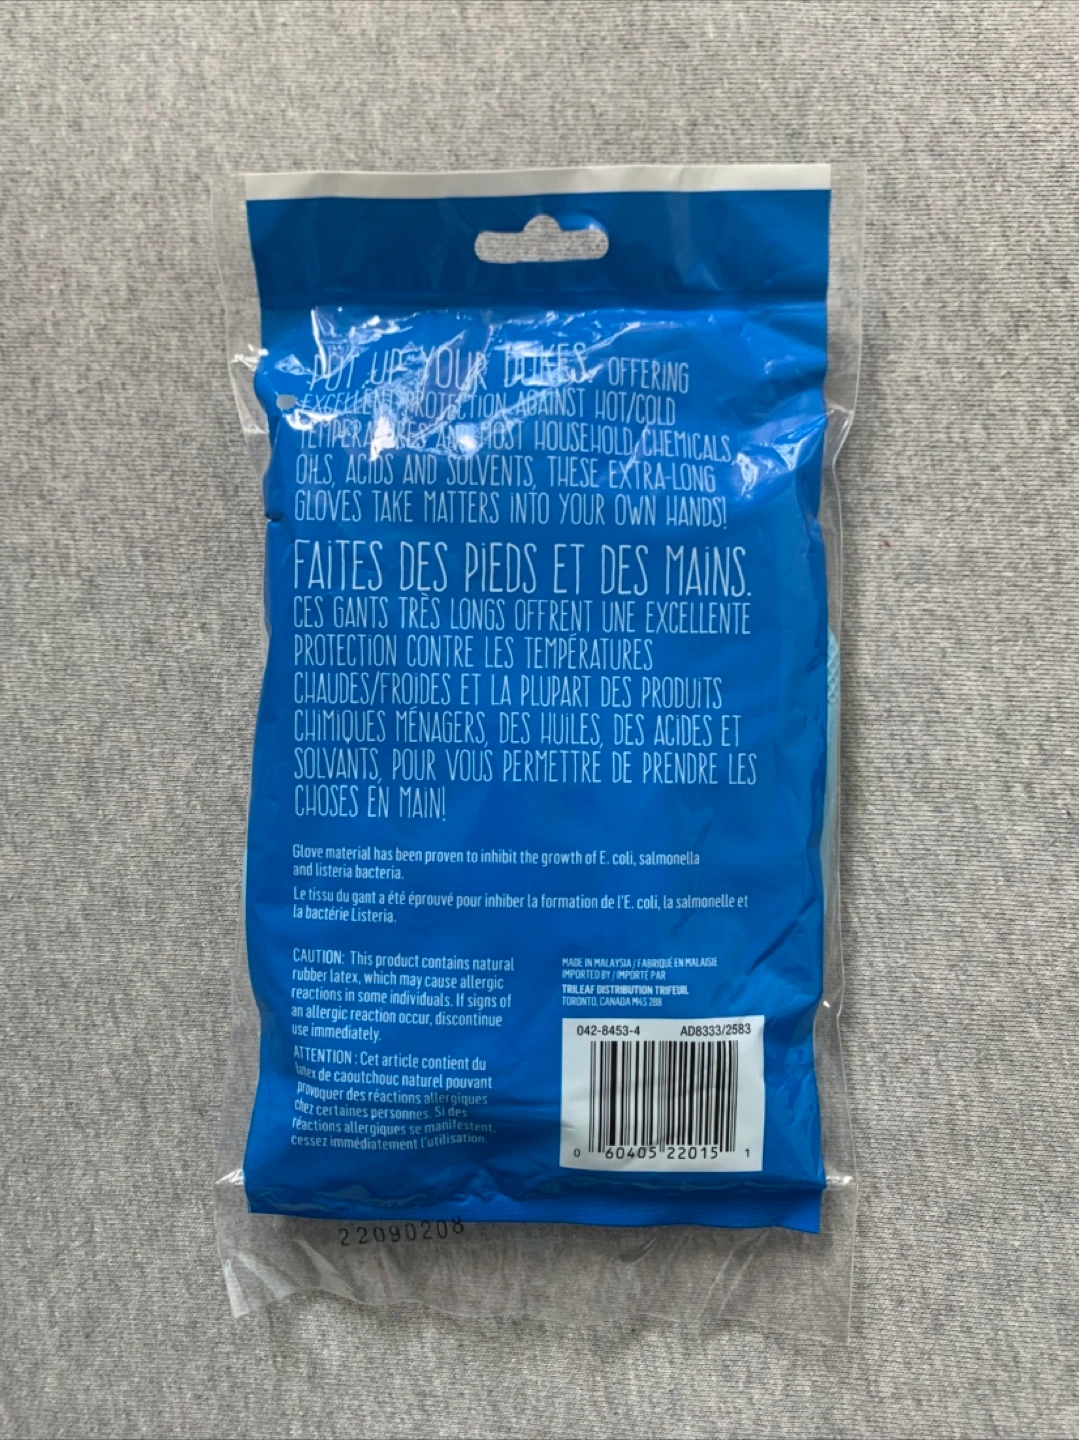 PUT UP YOUR DUKES. OFFERING
EXCELLENT PROTECTION AGAINST HOT/COLD
TEMPERATURES AND MOST HOUSEHOLD CHEMICALS,
OILS, ACIDS AND SOLVENTS, THESE EXTRA-LONG
GLOVES TAKE MATTERS INTO YOUR OWN HANDS!
FAITES DES PIEDS ET DES MAINS.
CES GANTS TRÈS LONGS OFFRENT UNE EXCELLENTE
PROTECTION CONTRE LES TEMPÉRATURES
CHAUDES/FROIDES ET LA PLUPART DES PRODUITS
CHIMIQUES MÉNAGERS, DES HUILES, DES ACIDES ET
SOLVANTS, POUR VOUS PERMETTRE DE PRENDRE LES
CHOSES EN MAIN!
Glove material has been proven to inhibit the growth of E. coli, salmonella
and listeria bacteria.
Le tissu du gant a été éprouvé pour inhiber la formation de l'E. coli, la salmonelle et
la bactérie Listeria.
CAUTION: This product contains natural
rubber latex, which may cause allergic
reactions in some individuals. If signs of
an allergic reaction occur, discontinue
use immediately.
ATTENTION : Cet article contient du
latex de caoutchouc naturel pouvant
provoquer des réactions allergiques
chez certaines personnes. Si des
réactions allergiques se manifestent,
cessez immédiatement l'utilisation.
MADE IN MALAYSIA / FABRIQUÉ EN MALAISIE
IMPORTED BY / IMPORTÉ PAR
TRILEAF DISTRIBUTION TRIFEUIL
TORONTO, CANADA M4S 2B8
042-8453-4 AD8333/2583
0 60405 22015 1
22090208